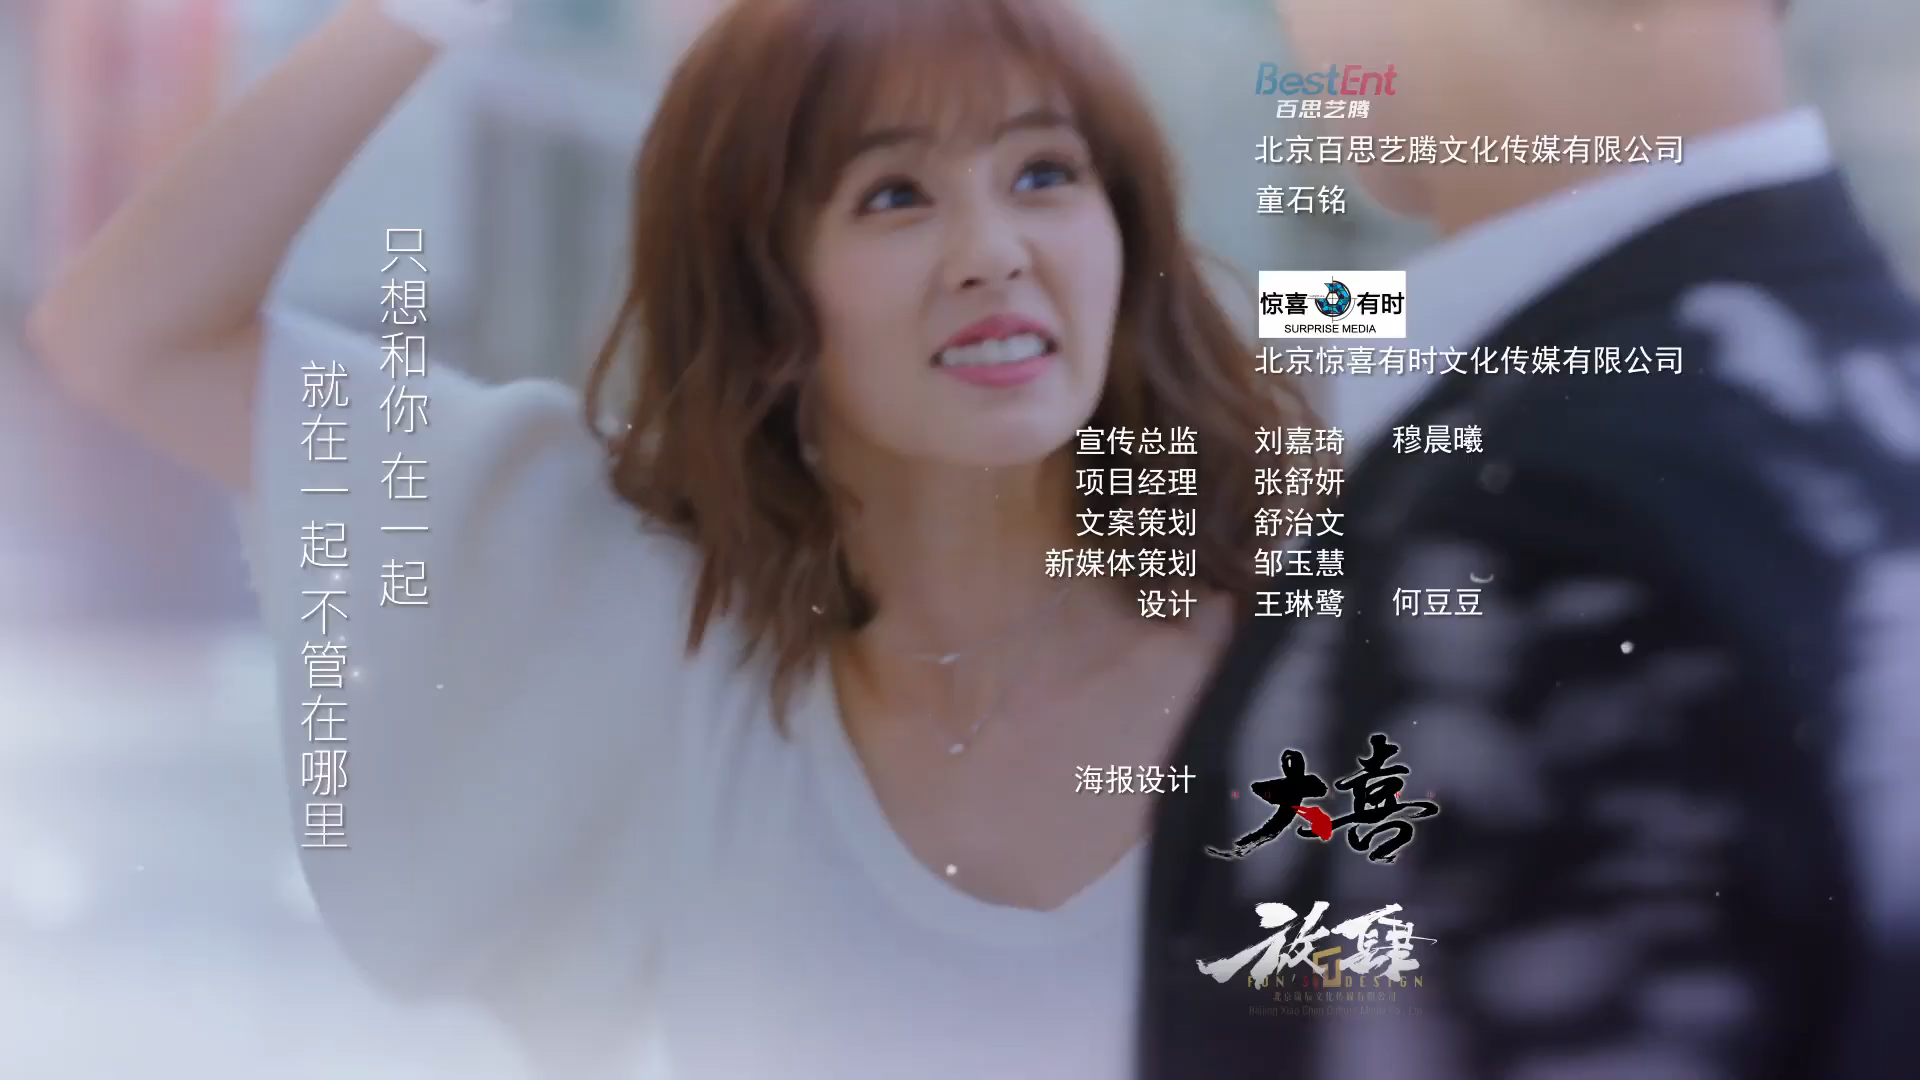 只想和你 在一起
就在一起 不管在哪里
BestEnt
百思艺腾
北京百思艺腾文化传媒有限公司
童石铭
惊喜有时
SURPRISE MEDIA
北京惊喜有时文化传媒有限公司
宣传总监 刘嘉琦 穆晨曦
项目经理 张舒妍
文案策划 舒治文
新媒体策划 邹玉慧
设计 王琳鹭 何豆豆
海报设计
大喜
放肆
DESIGN